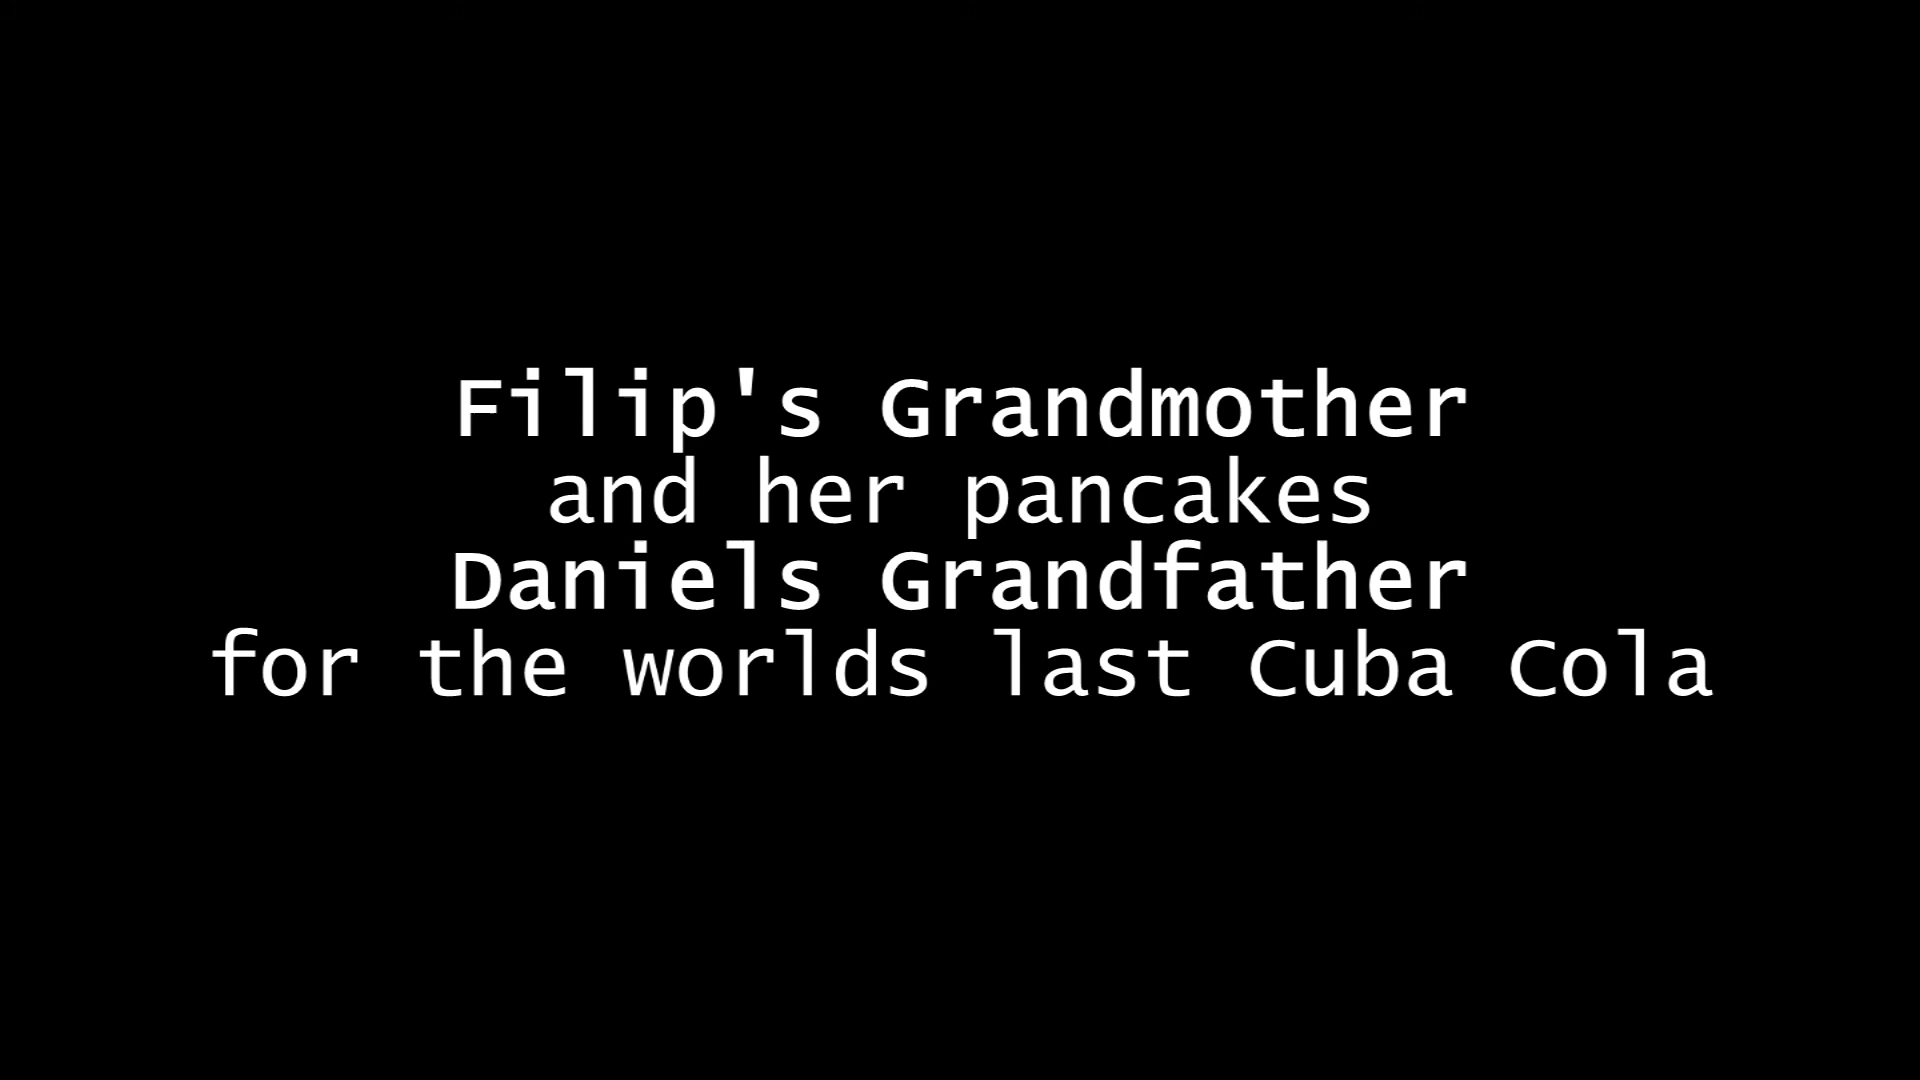 Filip's Grandmother
and her pancakes
Daniels Grandfather
for the worlds last Cuba Cola